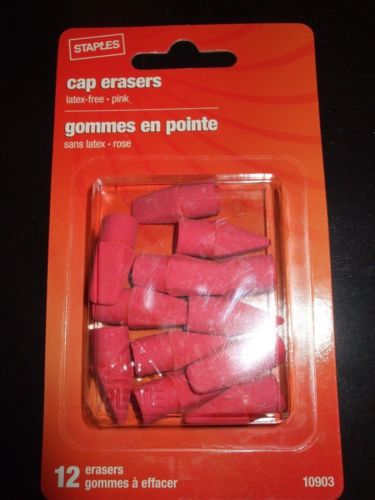 STAPLES
cap erasers
latex-free • pink
gommes en pointe
sans latex • rose
12 erasers
gommes à effacer
10903